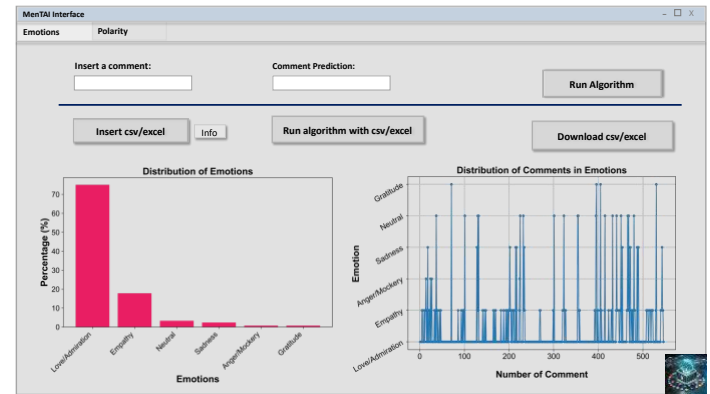 MenTAI Interface
Emotions
Polarity
Insert a comment:
Comment Prediction:
Run Algorithm
Insert csv/excel
Info
Run algorithm with csv/excel
Download csv/excel
Distribution of Emotions
Percentage (%)
70
60
50
40
30
20
10
0
Love/Admiration
Empathy
Neutral
Sadness
Anger/Mockery
Gratitude
Emotions
Distribution of Comments in Emotions
Emotion
Gratitude
Neutral
Sadness
Anger/Mockery
Empathy
Love/Admiration
0 100 200 300 400 500
Number of Comment